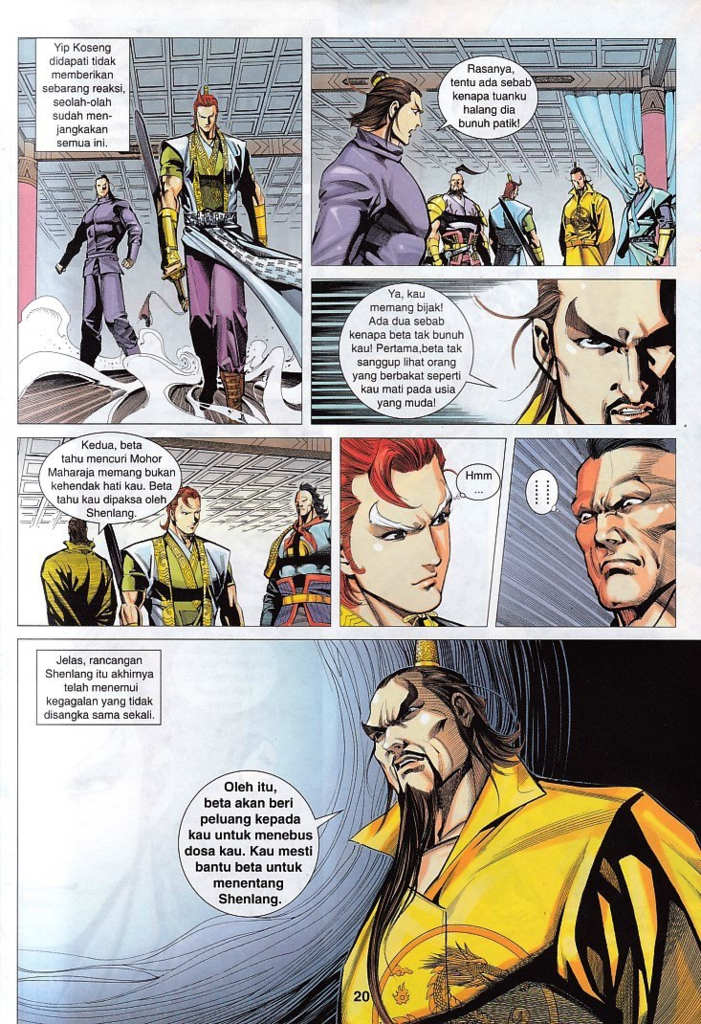 Yip Koseng
didapati tidak
memberikan
sebarang reaksi,
seolah-olah
sudah men-
jangkakan
semua ini.
Rasanya,
tentu ada sebab
kenapa tuanku
halang dia
bunuh patik!
Ya, kau
memang bijak!
Ada dua sebab
kenapa beta tak bunuh
kau! Pertama,beta tak
sanggup lihat orang
yang berbakat seperti
kau mati pada usia
yang muda!
Kedua, beta
tahu mencuri Mohor
Maharaja memang bukan
kehendak hati kau. Beta
tahu kau dipaksa oleh
Shenlang.
Hmm
...
Jelas, rancangan
Shenlang itu akhirnya
telah menemui
kegagalan yang tidak
disangka sama sekali.
Oleh itu,
beta akan beri
peluang kepada
kau untuk menebus
dosa kau. Kau mesti
bantu beta untuk
menentang
Shenlang.
20